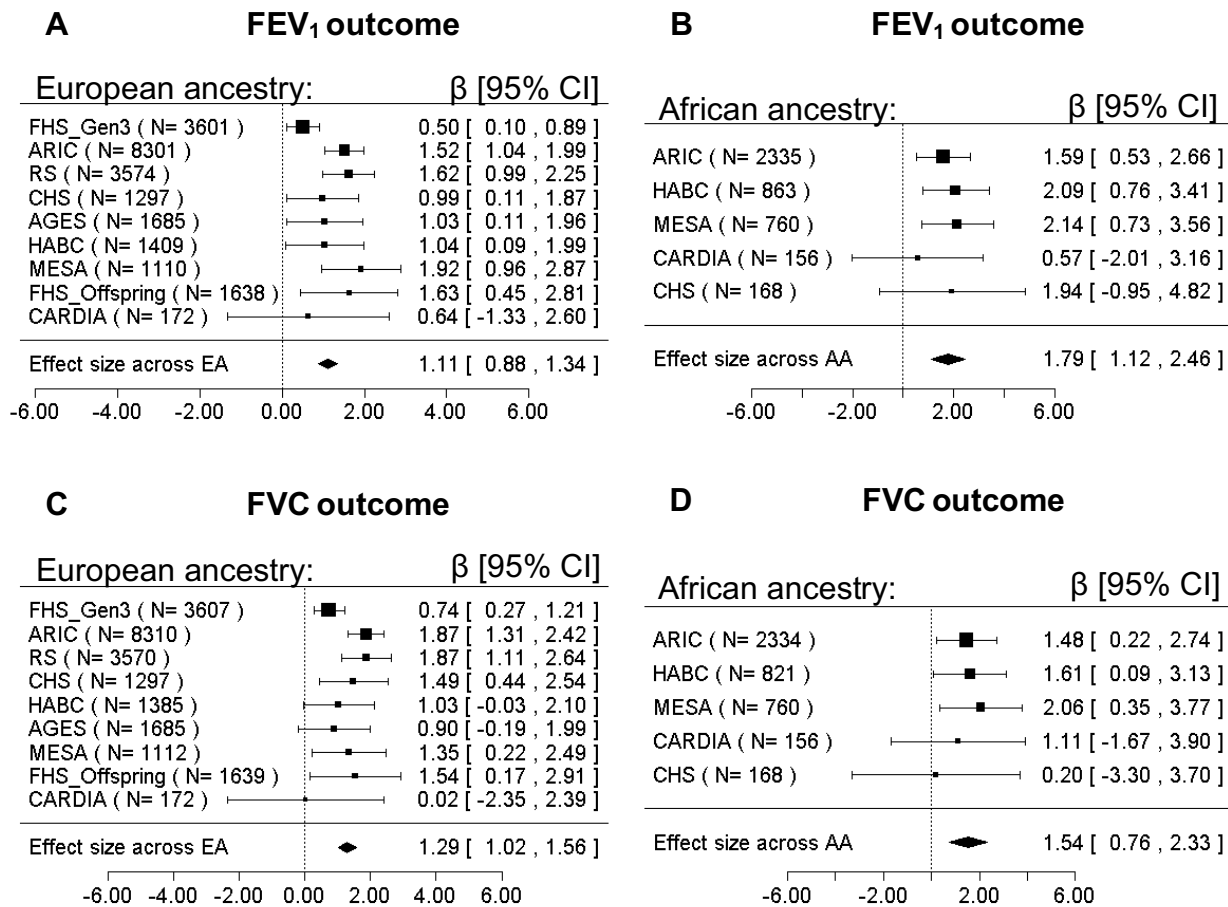 A FEV₁ outcome
European ancestry: β [95% CI]
FHS_Gen3 ( N= 3601 ) 0.50 [ 0.10 , 0.89 ]
ARIC ( N= 8301 ) 1.52 [ 1.04 , 1.99 ]
RS ( N= 3574 ) 1.62 [ 0.99 , 2.25 ]
CHS ( N= 1297 ) 0.99 [ 0.11 , 1.87 ]
AGES ( N= 1685 ) 1.03 [ 0.11 , 1.96 ]
HABC ( N= 1409 ) 1.04 [ 0.09 , 1.99 ]
MESA ( N= 1110 ) 1.92 [ 0.96 , 2.87 ]
FHS_Offspring ( N= 1638 ) 1.63 [ 0.45 , 2.81 ]
CARDIA ( N= 172 ) 0.64 [ -1.33 , 2.60 ]
Effect size across EA 1.11 [ 0.88 , 1.34 ]
-6.00 -4.00 -2.00 0.00 2.00 4.00 6.00
B FEV₁ outcome
African ancestry: β [95% CI]
ARIC ( N= 2335 ) 1.59 [ 0.53 , 2.66 ]
HABC ( N= 863 ) 2.09 [ 0.76 , 3.41 ]
MESA ( N= 760 ) 2.14 [ 0.73 , 3.56 ]
CARDIA ( N= 156 ) 0.57 [ -2.01 , 3.16 ]
CHS ( N= 168 ) 1.94 [ -0.95 , 4.82 ]
Effect size across AA 1.79 [ 1.12 , 2.46 ]
-6.00 -2.00 2.00 6.00
C FVC outcome
European ancestry: β [95% CI]
FHS_Gen3 ( N= 3607 ) 0.74 [ 0.27 , 1.21 ]
ARIC ( N= 8310 ) 1.87 [ 1.31 , 2.42 ]
RS ( N= 3570 ) 1.87 [ 1.11 , 2.64 ]
CHS ( N= 1297 ) 1.49 [ 0.44 , 2.54 ]
HABC ( N= 1385 ) 1.03 [ -0.03 , 2.10 ]
AGES ( N= 1685 ) 0.90 [ -0.19 , 1.99 ]
MESA ( N= 1112 ) 1.35 [ 0.22 , 2.49 ]
FHS_Offspring ( N= 1639 ) 1.54 [ 0.17 , 2.91 ]
CARDIA ( N= 172 ) 0.02 [ -2.35 , 2.39 ]
Effect size across EA 1.29 [ 1.02 , 1.56 ]
-6.00 -4.00 -2.00 0.00 2.00 4.00 6.00
D FVC outcome
African ancestry: β [95% CI]
ARIC ( N= 2334 ) 1.48 [ 0.22 , 2.74 ]
HABC ( N= 821 ) 1.61 [ 0.09 , 3.13 ]
MESA ( N= 760 ) 2.06 [ 0.35 , 3.77 ]
CARDIA ( N= 156 ) 1.11 [ -1.67 , 3.90 ]
CHS ( N= 168 ) 0.20 [ -3.30 , 3.70 ]
Effect size across AA 1.54 [ 0.76 , 2.33 ]
-6.00 -2.00 2.00 6.00